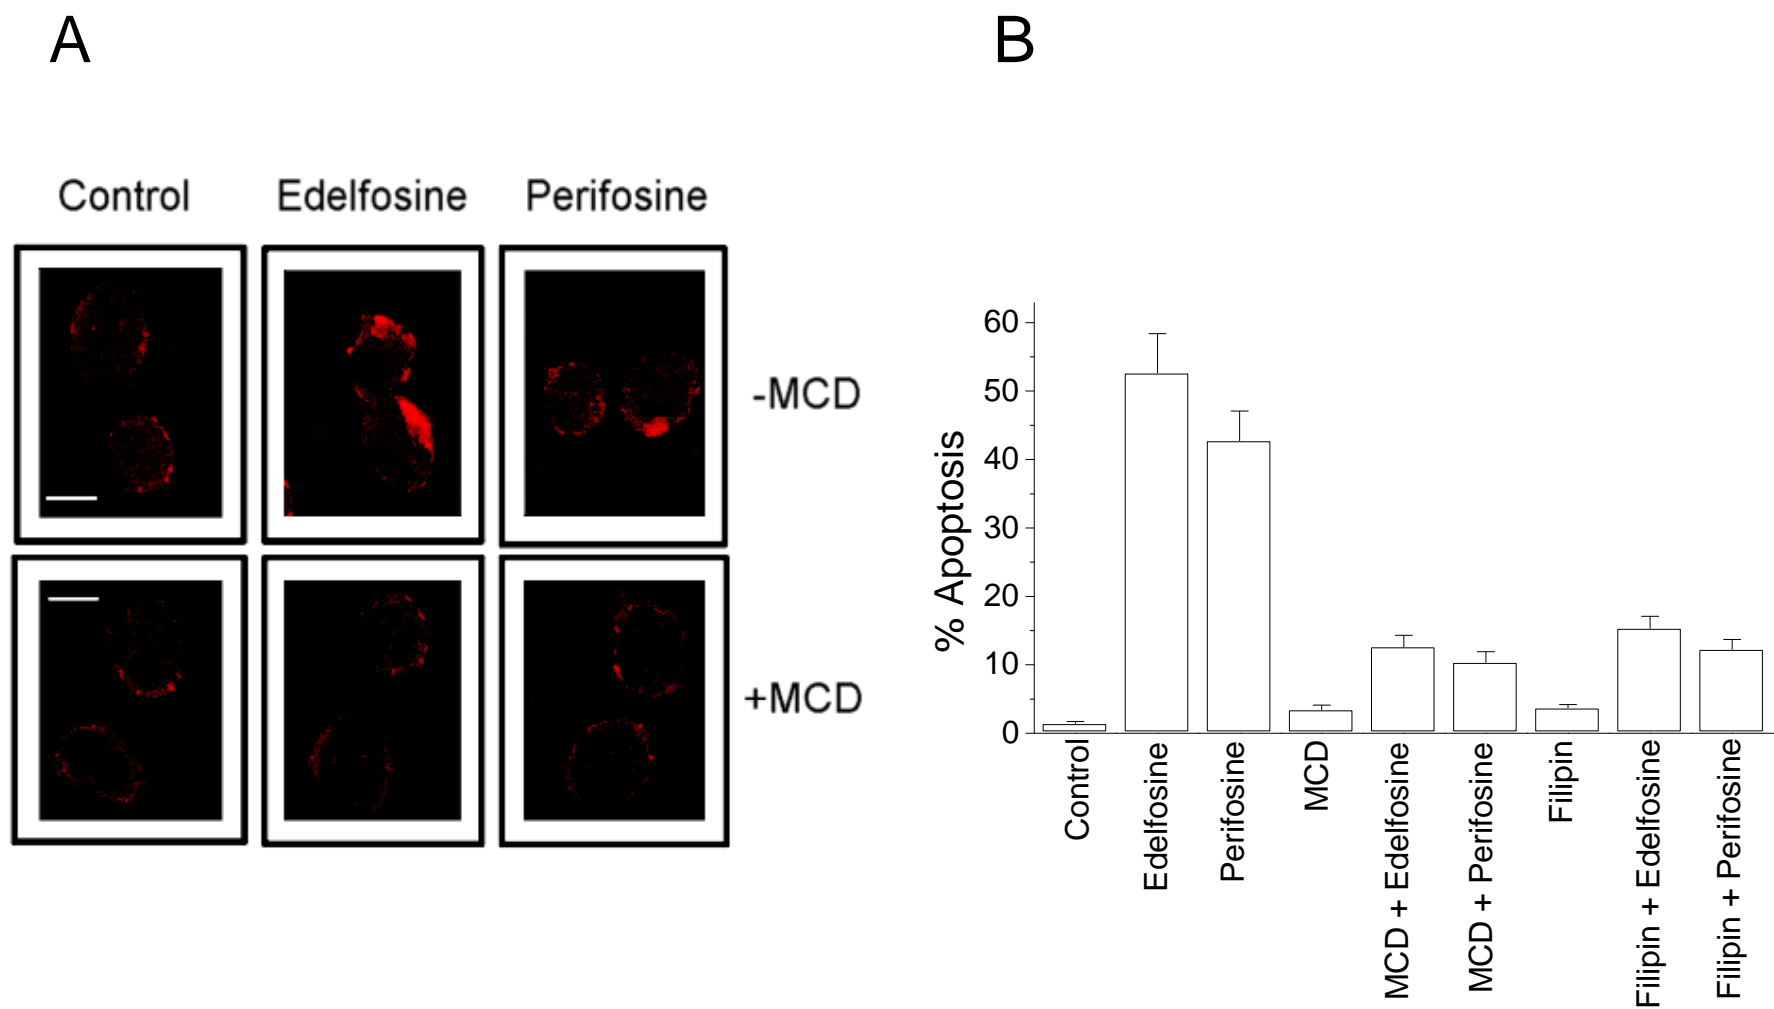 A
B
Control
Edelfosine
Perifosine
-MCD
+MCD
% Apoptosis
60
50
40
30
20
10
0
Control
Edelfosine
Perifosine
MCD
MCD + Edelfosine
MCD + Perifosine
Filipin
Filipin + Edelfosine
Filipin + Perifosine